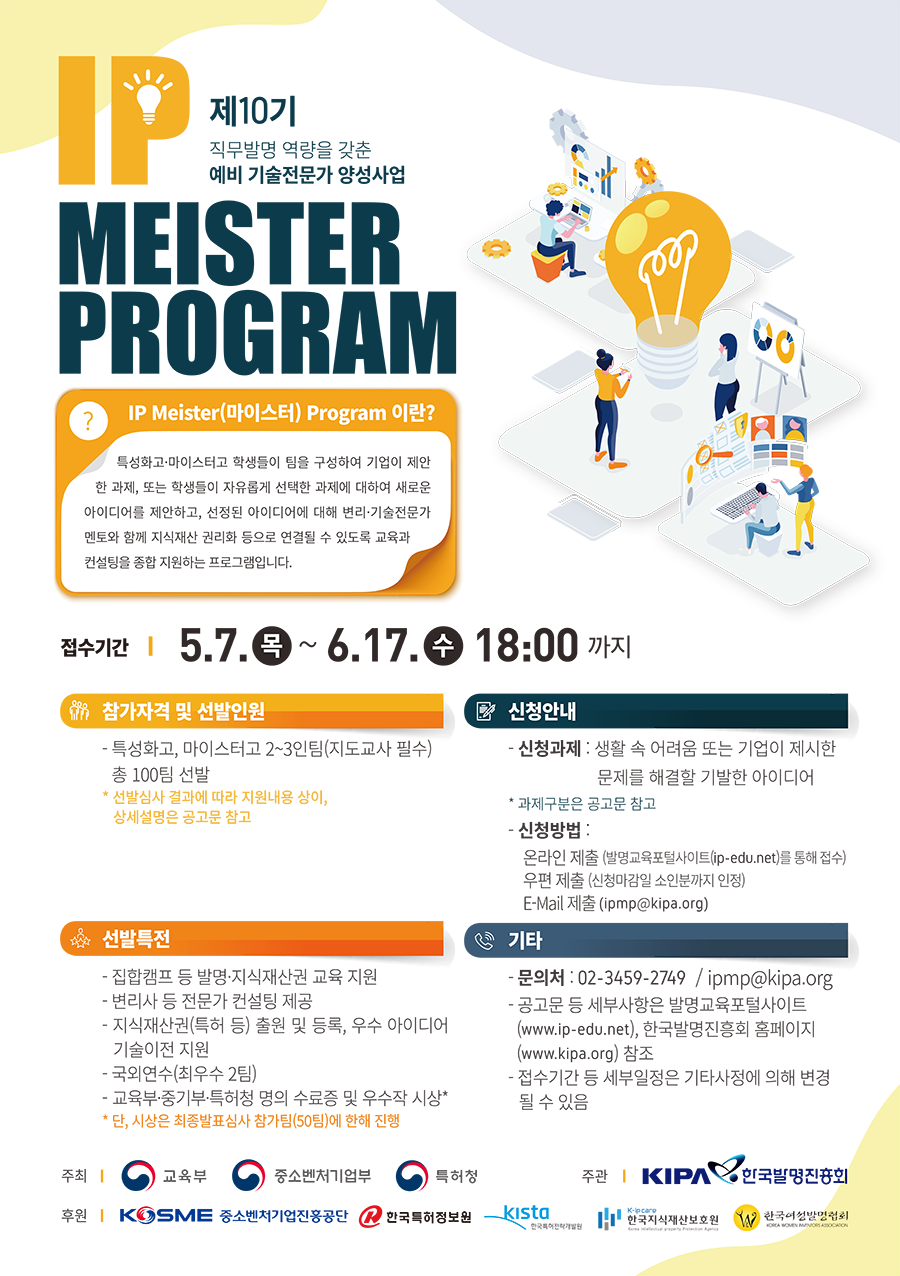 IP
제10기
직무발명 역량을 갖춘
예비 기술전문가 양성사업
MEISTER
PROGRAM
?
IP Meister(마이스터) Program 이란?
특성화고·마이스터고 학생들이 팀을 구성하여 기업이 제안
한 과제, 또는 학생들이 자유롭게 선택한 과제에 대하여 새로운
아이디어를 제안하고, 선정된 아이디어에 대해 변리·기술전문가
멘토와 함께 지식재산 권리화 등으로 연결될 수 있도록 교육과
컨설팅을 종합 지원하는 프로그램입니다.
접수기간 | 5.7.목 ~ 6.17.수 18:00 까지
참가자격 및 선발인원
- 특성화고, 마이스터고 2~3인팀(지도교사 필수)
총 100팀 선발
* 선발심사 결과에 따라 지원내용 상이,
상세설명은 공고문 참고
신청안내
- 신청과제 : 생활 속 어려움 또는 기업이 제시한
문제를 해결할 기발한 아이디어
* 과제구분은 공고문 참고
- 신청방법 :
온라인 제출 (발명교육포털사이트(ip-edu.net)를 통해 접수)
우편 제출 (신청마감일 소인분까지 인정)
E-Mail 제출 (ipmp@kipa.org)
선발특전
- 집합캠프 등 발명·지식재산권 교육 지원
- 변리사 등 전문가 컨설팅 제공
- 지식재산권(특허 등) 출원 및 등록, 우수 아이디어
기술이전 지원
- 국외연수(최우수 2팀)
- 교육부·중기부·특허청 명의 수료증 및 우수작 시상*
* 단, 시상은 최종발표심사 참가팀(50팀)에 한해 진행
기타
- 문의처 : 02-3459-2749 / ipmp@kipa.org
- 공고문 등 세부사항은 발명교육포털사이트
(www.ip-edu.net), 한국발명진흥회 홈페이지
(www.kipa.org) 참조
- 접수기간 등 세부일정은 기타사정에 의해 변경
될 수 있음
주최 | 교육부 중소벤처기업부 특허청
주관 | KIPA 한국발명진흥회
후원 | KOSME 중소벤처기업진흥공단 한국특허정보원 kista 한국특허전략개발원 K-ip care 한국지식재산보호원 Korea Intellectual property Protection Agency 한국여성발명협회 KOREA WOMEN INVENTORS ASSOCIATION